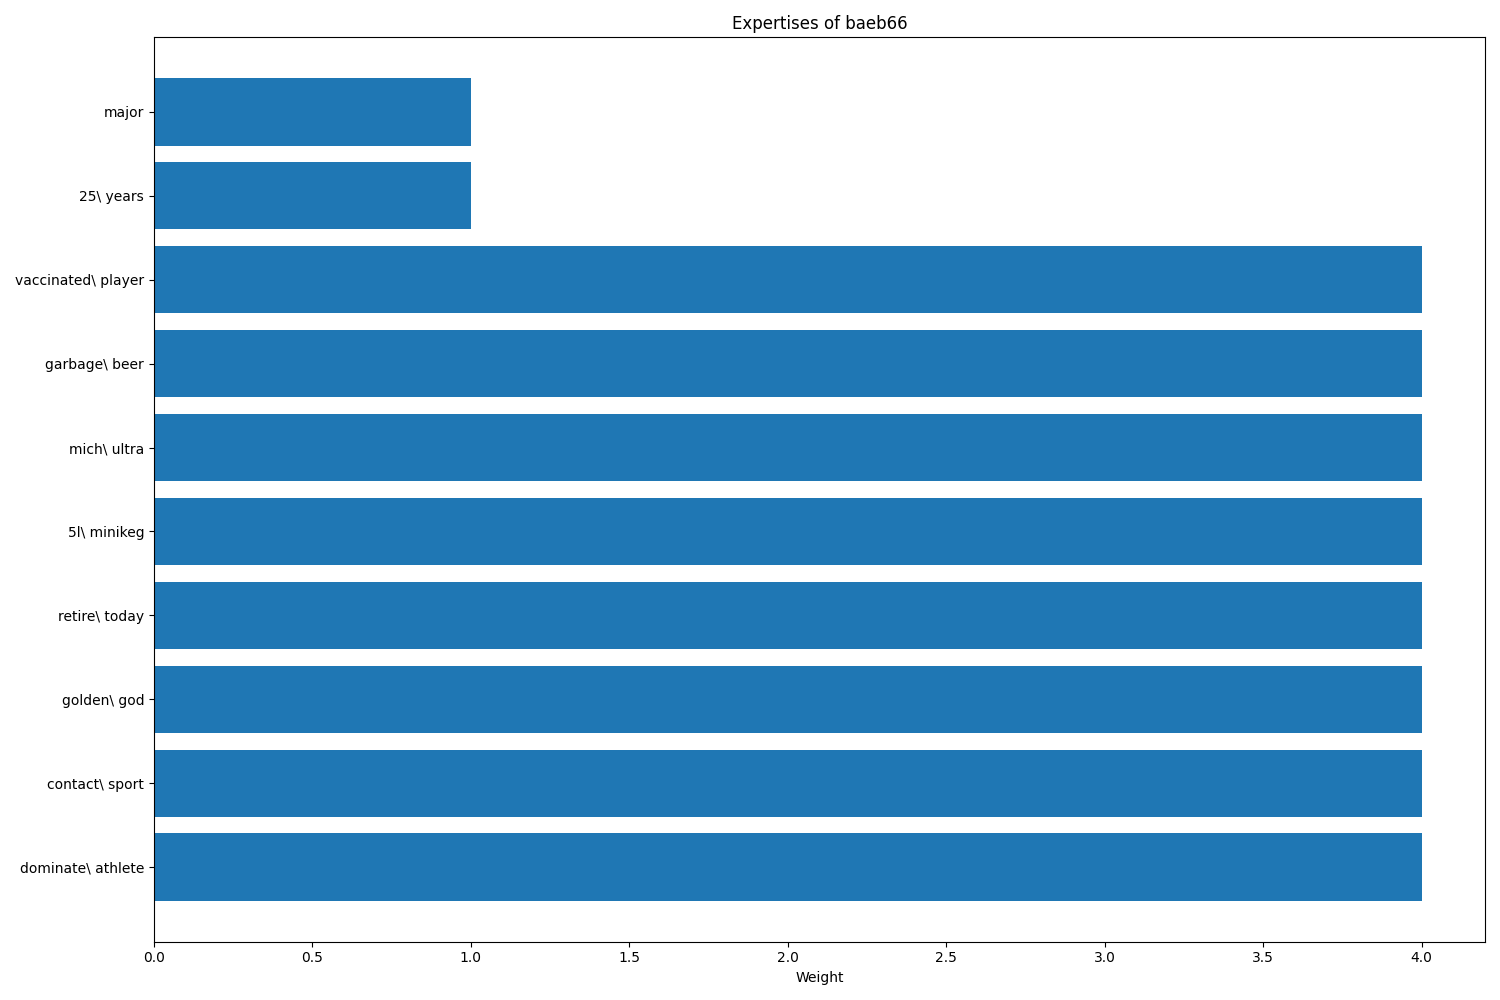 Expertises of baeb66
major
25\ years
vaccinated\ player
garbage\ beer
mich\ ultra
5l\ minikeg
retire\ today
golden\ god
contact\ sport
dominate\ athlete
0.0 0.5 1.0 1.5 2.0 2.5 3.0 3.5 4.0
Weight